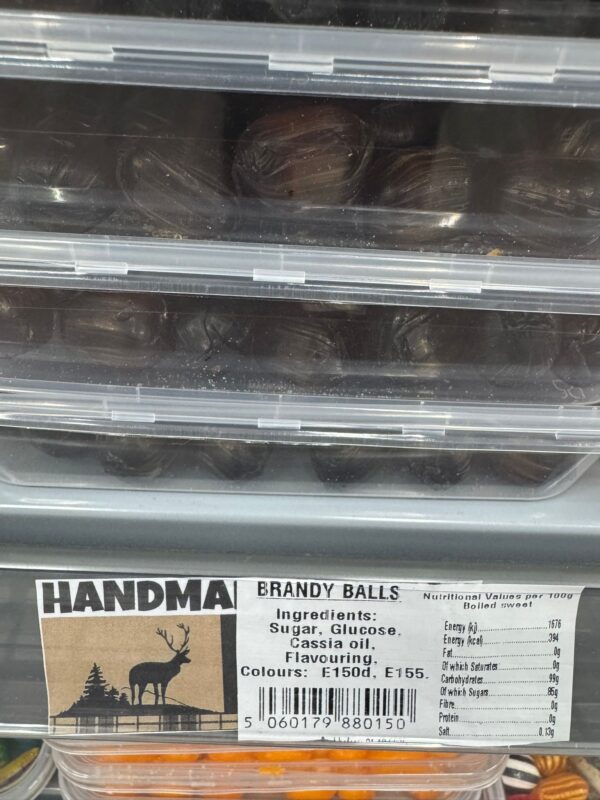 HANDMA
BRANDY BALLS
Ingredients:
Sugar, Glucose,
Cassia oil,
Flavouring,
Colours: E150d, E155.
5 060179 880150
Nutritional Values per 100g
Boiled sweet
Energy (kj)..............1676
Energy (kcal)..............394
Fat..............0g
Of which Saturates..............0g
Carbohydrates..............99g
Of which Sugars..............85g
Fibre..............0g
Protein..............0g
Salt..............0.13g